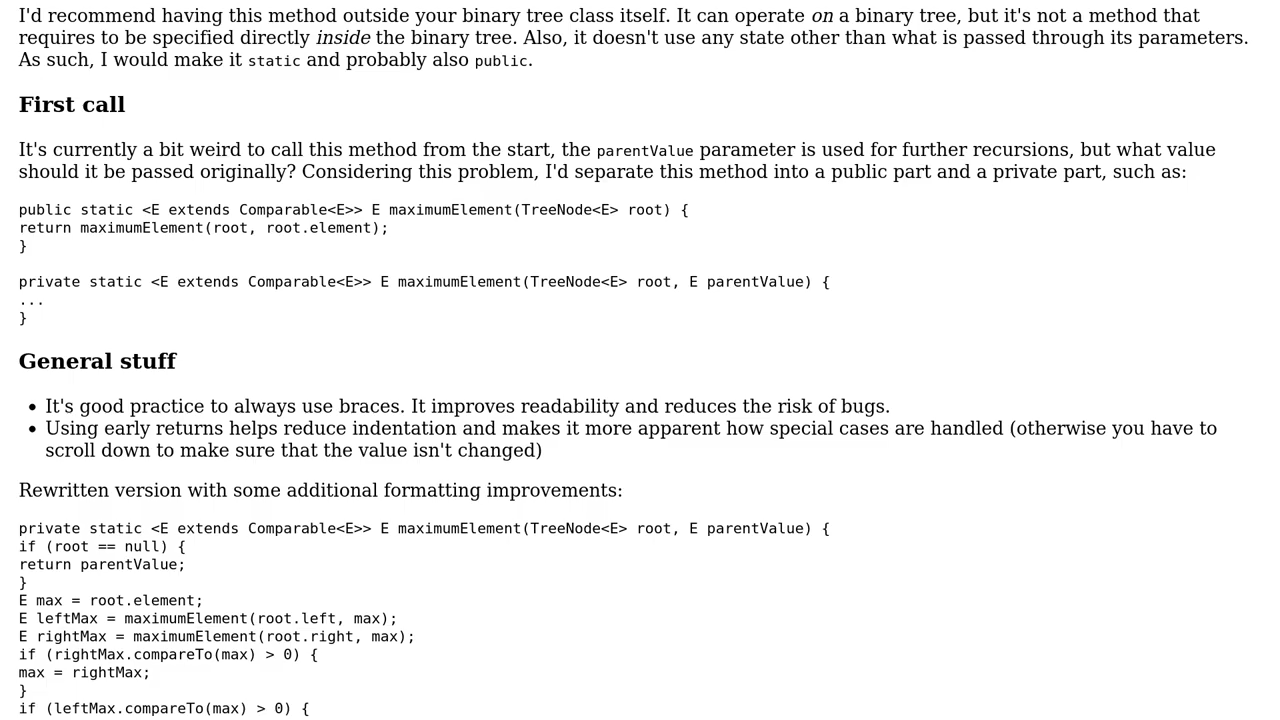 I'd recommend having this method outside your binary tree class itself. It can operate on a binary tree, but it's not a method that
requires to be specified directly inside the binary tree. Also, it doesn't use any state other than what is passed through its parameters.
As such, I would make it static and probably also public.
First call
It's currently a bit weird to call this method from the start, the parentValue parameter is used for further recursions, but what value
should it be passed originally? Considering this problem, I'd separate this method into a public part and a private part, such as:
public static <E extends Comparable<E>> E maximumElement(TreeNode<E> root) {
return maximumElement(root, root.element);
}
private static <E extends Comparable<E>> E maximumElement(TreeNode<E> root, E parentValue) {
...
}
General stuff
• It's good practice to always use braces. It improves readability and reduces the risk of bugs.
• Using early returns helps reduce indentation and makes it more apparent how special cases are handled (otherwise you have to
scroll down to make sure that the value isn't changed)
Rewritten version with some additional formatting improvements:
private static <E extends Comparable<E>> E maximumElement(TreeNode<E> root, E parentValue) {
if (root == null) {
return parentValue;
}
E max = root.element;
E leftMax = maximumElement(root.left, max);
E rightMax = maximumElement(root.right, max);
if (rightMax.compareTo(max) > 0) {
max = rightMax;
}
if (leftMax.compareTo(max) > 0) {